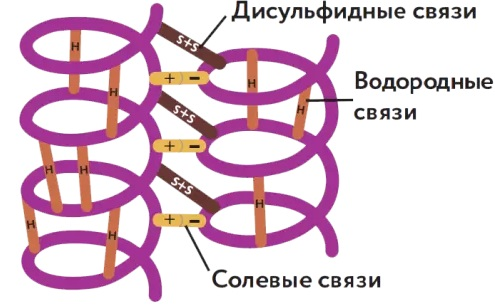 Дисульфидные связи
H
S+S
+ −
H
H
H
Водородные
связи
S+S
+ −
H
H
H
S+S
H
H
H
+ −
Солевые связи